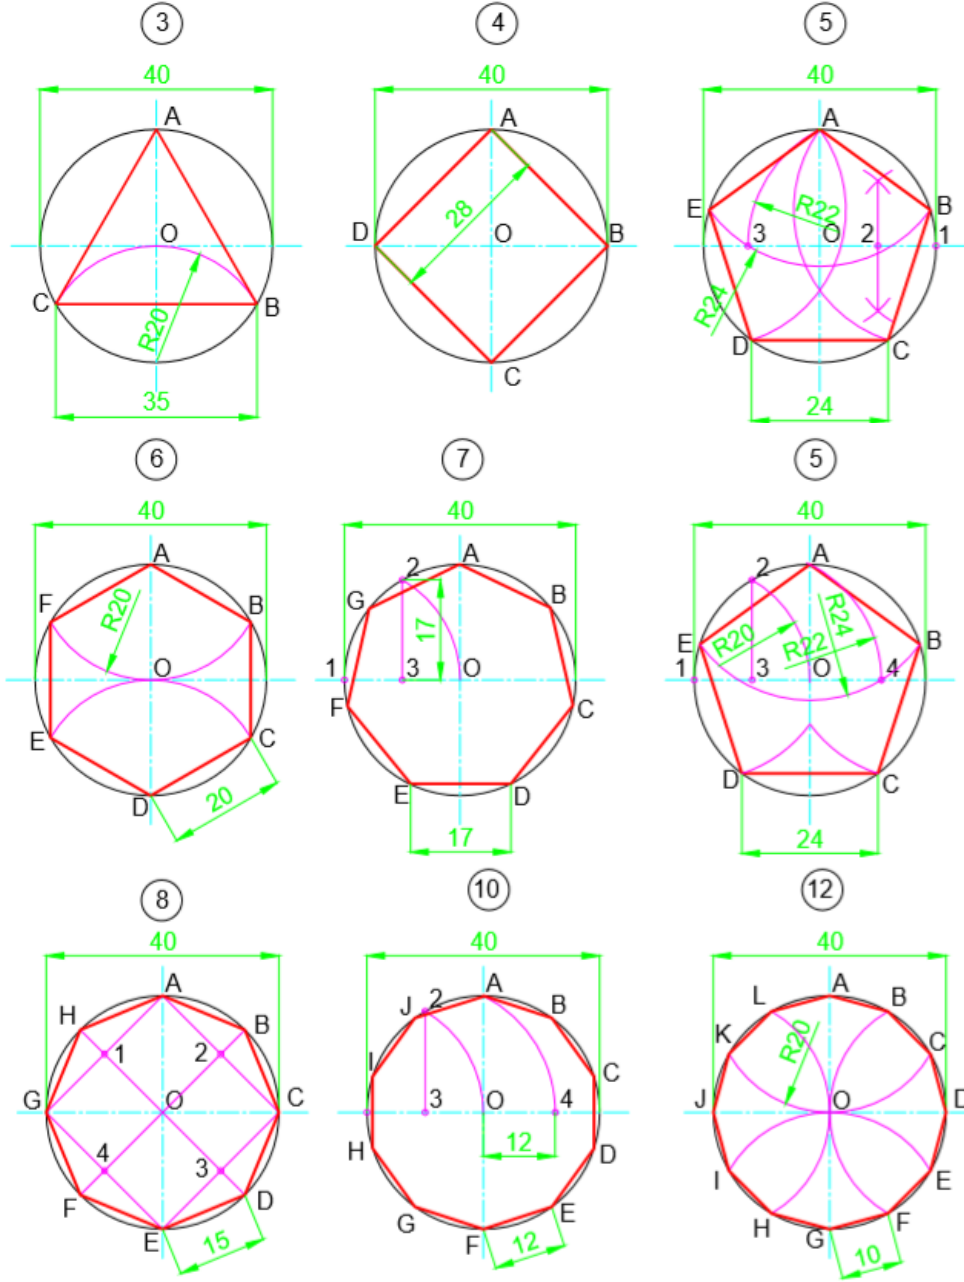 3 4 5
40 40 40
A A A
R22
28
E B
D O B
O 3 O 2 1
C B
R20 R24
D C
C
35 24
6 7 5
40 40 40
A 2 A 2 A
F R20 B G B R24
17 E R20 R22 B
O 1 3 O 1 3 O 4
F C
E C
D C
D E D
20 17 24
8 10 12
40 40 40
A J 2 A L A B
H B B K R20 C
1 2 I C
G O C 3 O 4 J O D
4 3 H 12 D I E
F D G E H F
E F G
15 12 10